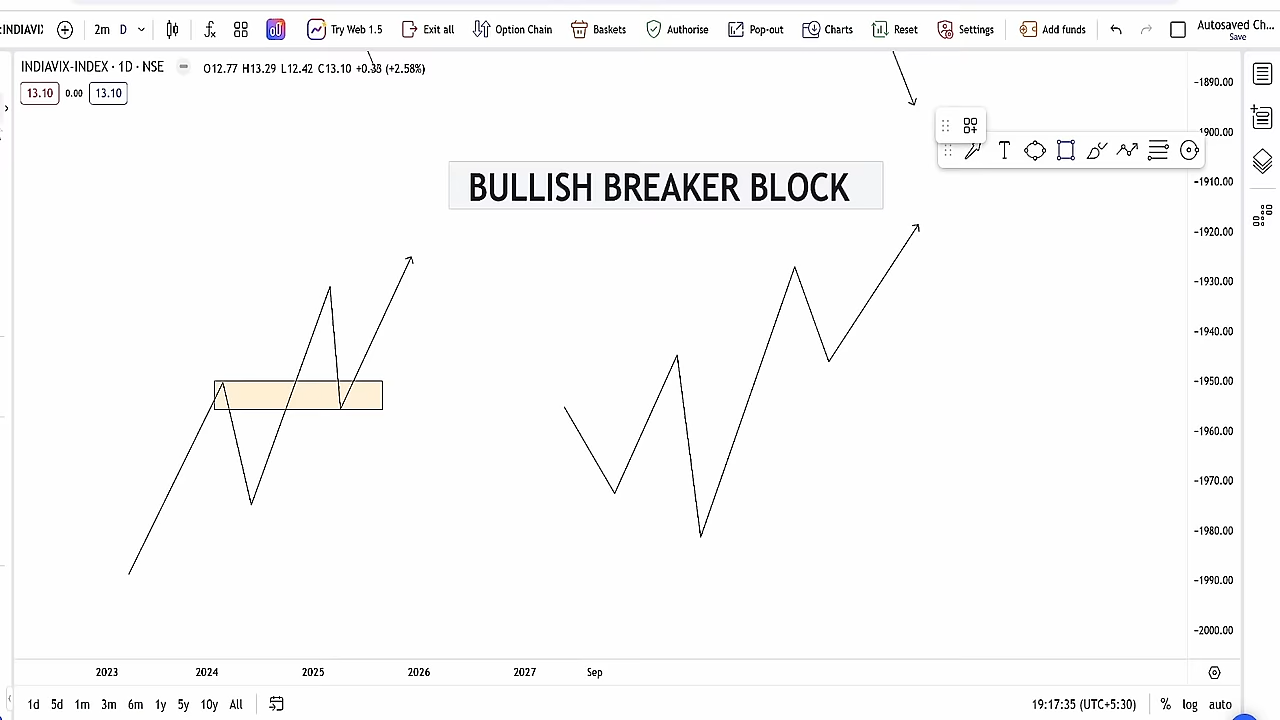 :INDIAVIX 2m D Try Web 1.5 Exit all Option Chain Baskets Authorise Pop-out Charts Reset Settings Add funds Autosaved Ch...
Save
INDIAVIX-INDEX · 1D · NSE O12.77 H13.29 L12.42 C13.10 +0.33 (+2.58%)
13.10 0.00 13.10
BULLISH BREAKER BLOCK
-1890.00
-1900.00
-1910.00
-1920.00
-1930.00
-1940.00
-1950.00
-1960.00
-1970.00
-1980.00
-1990.00
-2000.00
2023 2024 2025 2026 2027 Sep
1d 5d 1m 3m 6m 1y 5y 10y All 19:17:35 (UTC+5:30) % log auto